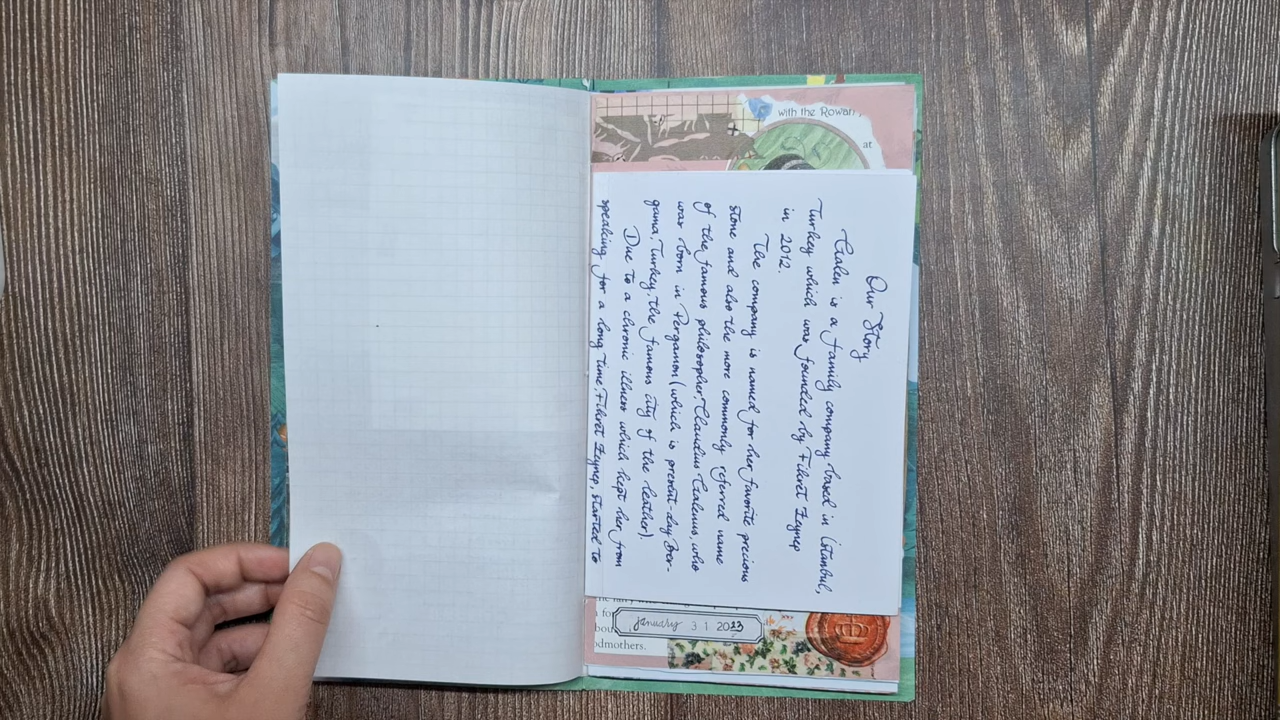 with the Rowan,
at
Our Story
Galen is a family company based in Istanbul,
Turkey which was founded by Fikret Zeynep
in 2012.
The company is named for her favorite precious
stone and also the more commonly referred name
of the famous philosopher, Claudius Galenus, who
was born in Pergamon (which is present-day Ber-
gama, Turkey, the famous city of the leather).
Due to a chronic illness which kept her from
speaking for a long time, Fikret Zeynep, started to
January 31 2023
odmothers.